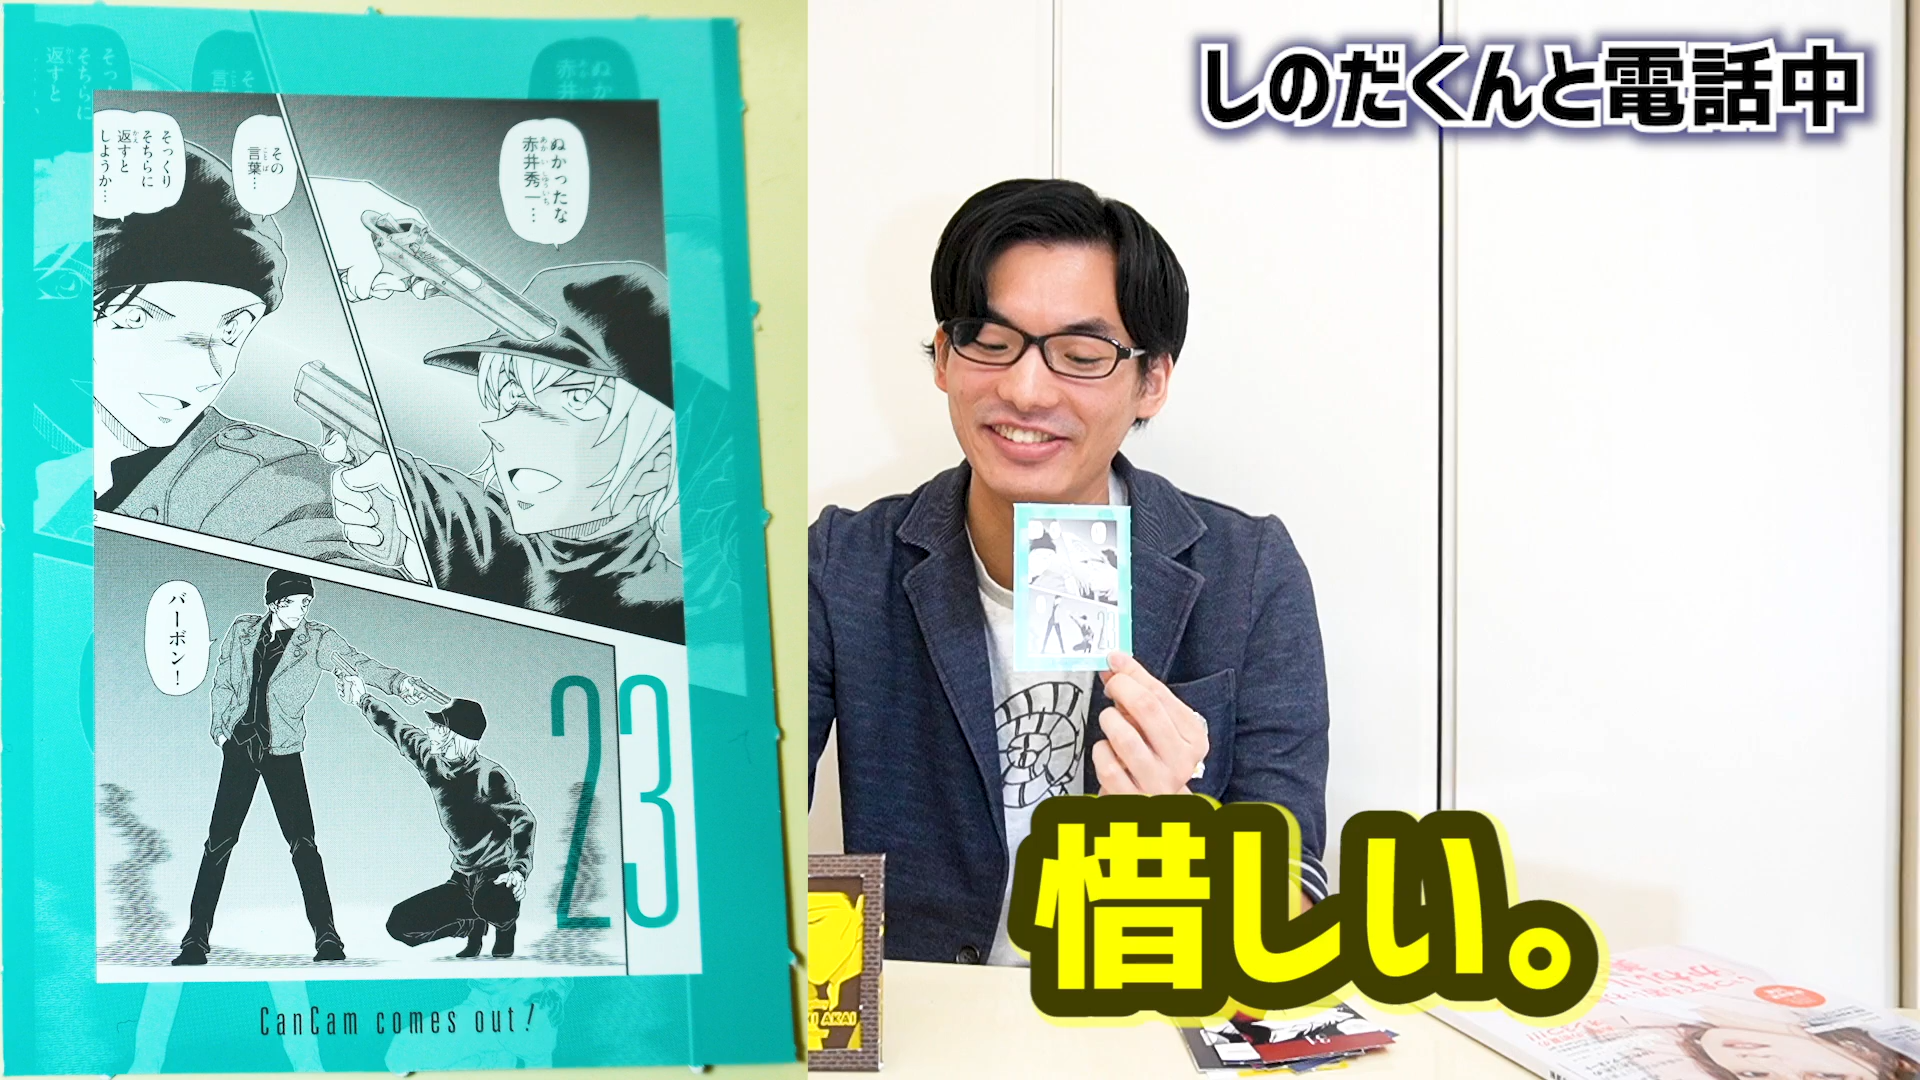 しのだくんと電話中
ぬかったな
赤井秀一…
その
言葉…
そっくり
そちらに
返すと
しようか…
バーボン!
23
CanCam comes out!
惜しい。
AKAI
31